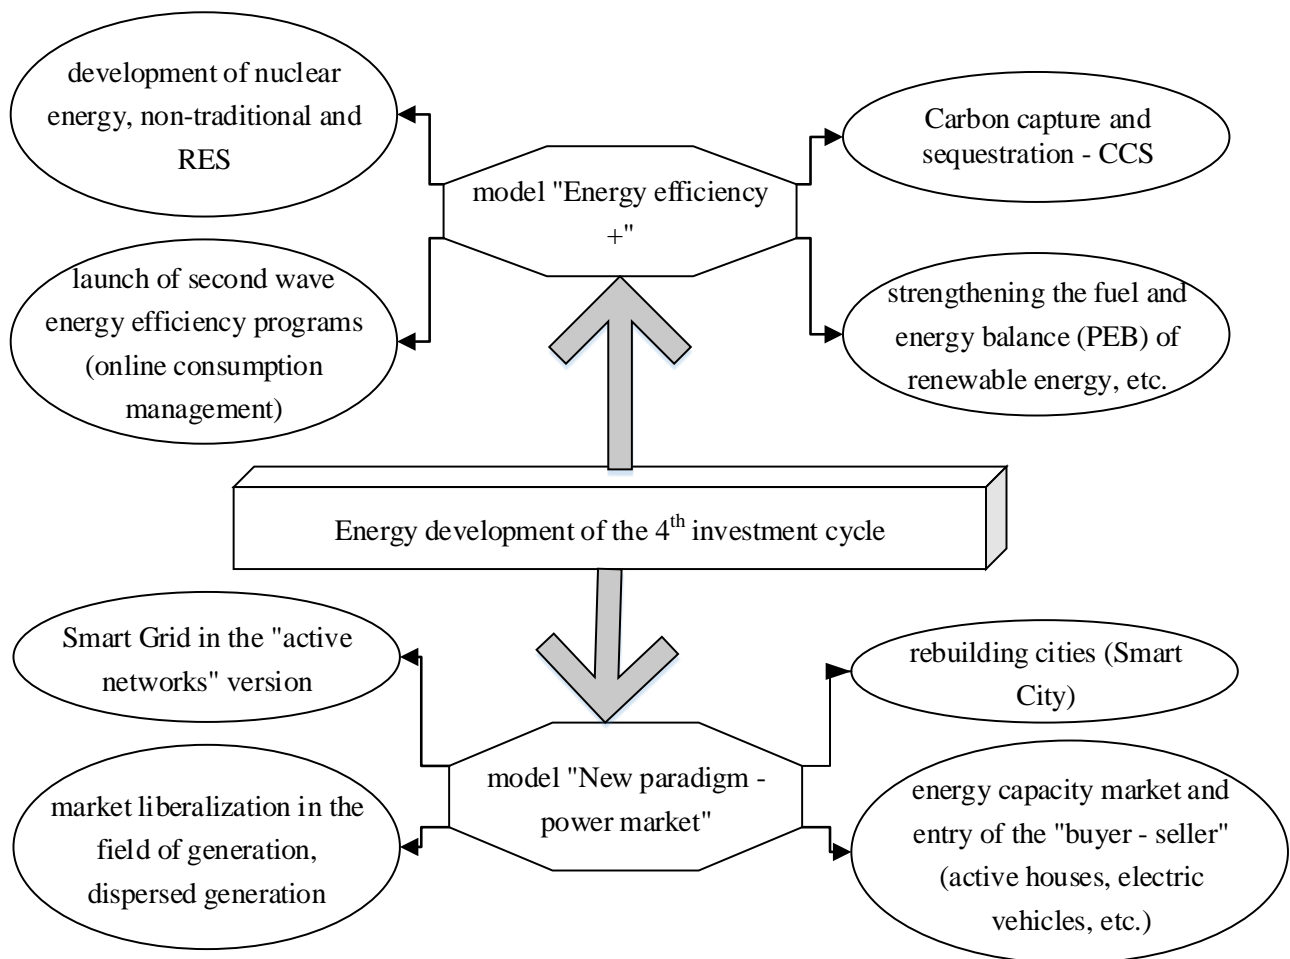 development of nuclear
energy, non-traditional and
RES
Carbon capture and
sequestration - CCS
model "Energy efficiency
+"
launch of second wave
energy efficiency programs
(online consumption
management)
strengthening the fuel and
energy balance (PEB) of
renewable energy, etc.
Energy development of the 4th investment cycle
Smart Grid in the "active
networks" version
rebuilding cities (Smart
City)
model "New paradigm -
power market"
market liberalization in the
field of generation,
dispersed generation
energy capacity market and
entry of the "buyer - seller"
(active houses, electric
vehicles, etc.)